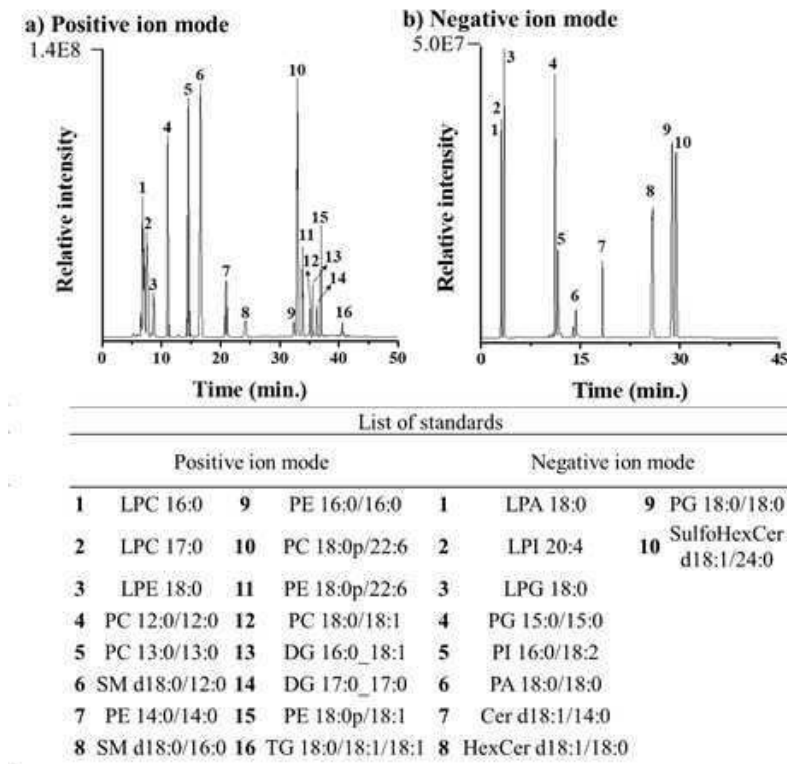 a) Positive ion mode
1.4E8
Relative intensity
1
2
3
4
5
6
7
8
9
10
11
12
13
14
15
16
0 10 20 30 40 50
Time (min.)
b) Negative ion mode
5.0E7
Relative intensity
1
2
3
4
5
6
7
8
9
10
0 15 30 45
Time (min.)
List of standards
Positive ion mode Negative ion mode
1 LPC 16:0 9 PE 16:0/16:0 1 LPA 18:0 9 PG 18:0/18:0
2 LPC 17:0 10 PC 18:0p/22:6 2 LPI 20:4 10 SulfoHexCer
d18:1/24:0
3 LPE 18:0 11 PE 18:0p/22:6 3 LPG 18:0
4 PC 12:0/12:0 12 PC 18:0/18:1 4 PG 15:0/15:0
5 PC 13:0/13:0 13 DG 16:0_18:1 5 PI 16:0/18:2
6 SM d18:0/12:0 14 DG 17:0_17:0 6 PA 18:0/18:0
7 PE 14:0/14:0 15 PE 18:0p/18:1 7 Cer d18:1/14:0
8 SM d18:0/16:0 16 TG 18:0/18:1/18:1 8 HexCer d18:1/18:0